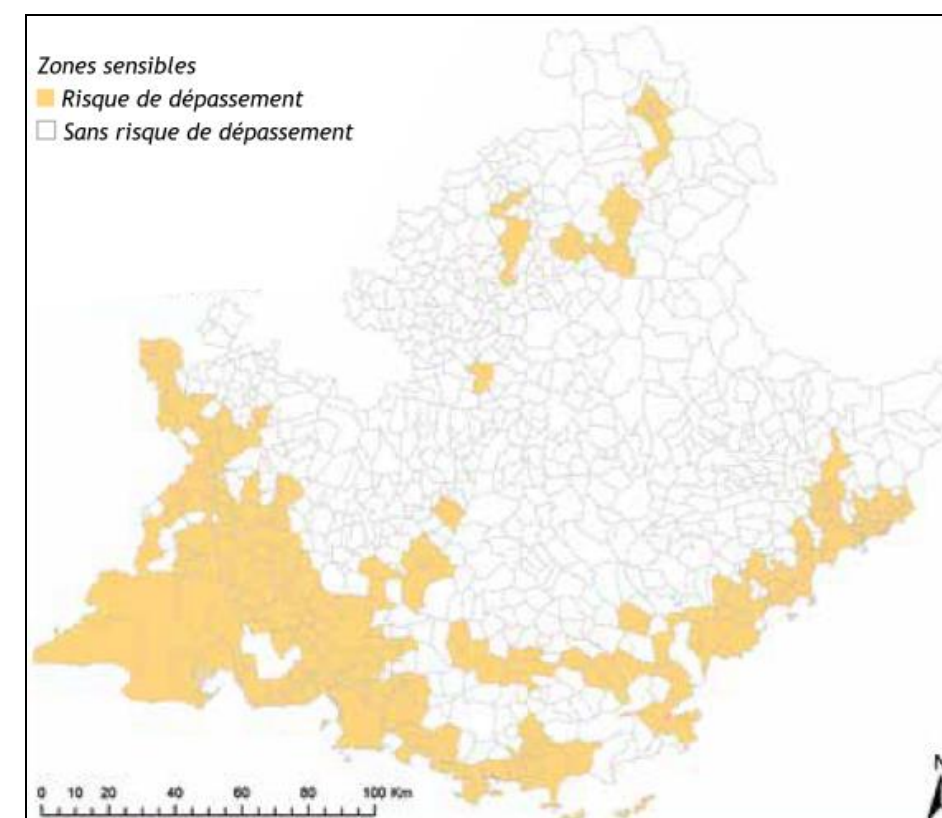 Zones sensibles
Risque de dépassement
Sans risque de dépassement
N
0 10 20 40 60 80 100 Km